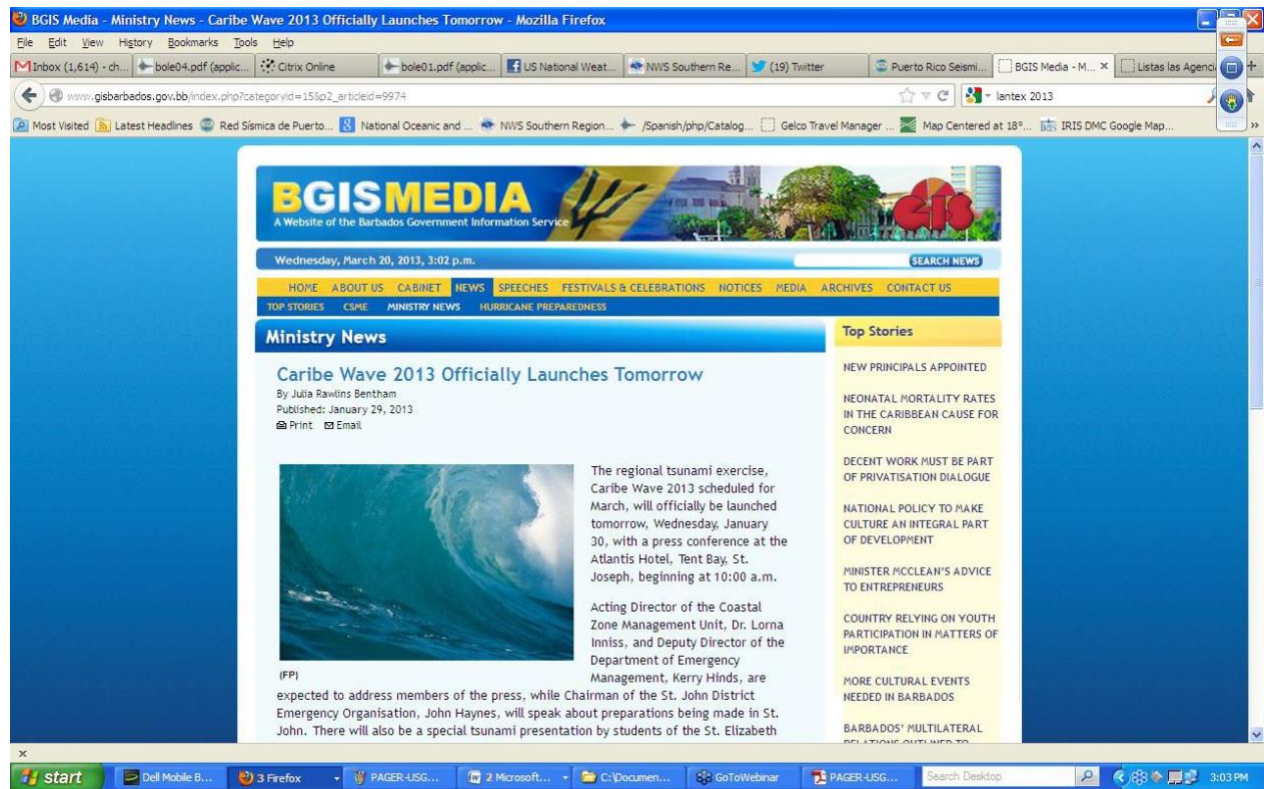 BGIS Media - Ministry News - Caribe Wave 2013 Officially Launches Tomorrow - Mozilla Firefox
File Edit View History Bookmarks Tools Help
Inbox (1,614) - ch... bole04.pdf (applic... Citrix Online bole01.pdf (applic... US National Weat... NWS Southern Re... (19) Twitter Puerto Rico Seismi... BGIS Media - M... × Listas las Agenci
www.gisbarbados.gov.bb/index.php?categoryid=15&p2_articleid=9974 lantex 2013
Most Visited Latest Headlines Red Sísmica de Puerto... National Oceanic and ... NWS Southern Region... /Spanish/php/Catalog... Gelco Travel Manager ... Map Centered at 18°... IRIS DMC Google Map... »
BGISMEDIA
A Website of the Barbados Government Information Service
GIS
Wednesday, March 20, 2013, 3:02 p.m. SEARCH NEWS
HOME ABOUT US CABINET NEWS SPEECHES FESTIVALS & CELEBRATIONS NOTICES MEDIA ARCHIVES CONTACT US
TOP STORIES CSME MINISTRY NEWS HURRICANE PREPAREDNESS
Ministry News
Caribe Wave 2013 Officially Launches Tomorrow
By Julia Rawlins Bentham
Published: January 29, 2013
Print Email
The regional tsunami exercise,
Caribe Wave 2013 scheduled for
March, will officially be launched
tomorrow, Wednesday, January
30, with a press conference at the
Atlantis Hotel, Tent Bay, St.
Joseph, beginning at 10:00 a.m.
Acting Director of the Coastal
Zone Management Unit, Dr. Lorna
Inniss, and Deputy Director of the
Department of Emergency
Management, Kerry Hinds, are
(FP)
expected to address members of the press, while Chairman of the St. John District
Emergency Organisation, John Haynes, will speak about preparations being made in St.
John. There will also be a special tsunami presentation by students of the St. Elizabeth
Top Stories
NEW PRINCIPALS APPOINTED
NEONATAL MORTALITY RATES
IN THE CARIBBEAN CAUSE FOR
CONCERN
DECENT WORK MUST BE PART
OF PRIVATISATION DIALOGUE
NATIONAL POLICY TO MAKE
CULTURE AN INTEGRAL PART
OF DEVELOPMENT
MINISTER MCCLEAN'S ADVICE
TO ENTREPRENEURS
COUNTRY RELYING ON YOUTH
PARTICIPATION IN MATTERS OF
IMPORTANCE
MORE CULTURAL EVENTS
NEEDED IN BARBADOS
BARBADOS' MULTILATERAL
RELATIONS OUTLINED TO
×
start Dell Mobile B... 3 Firefox PAGER-USG... 2 Microsoft... C:\Documen... GoToWebinar PAGER-USG... Search Desktop 3:03 PM